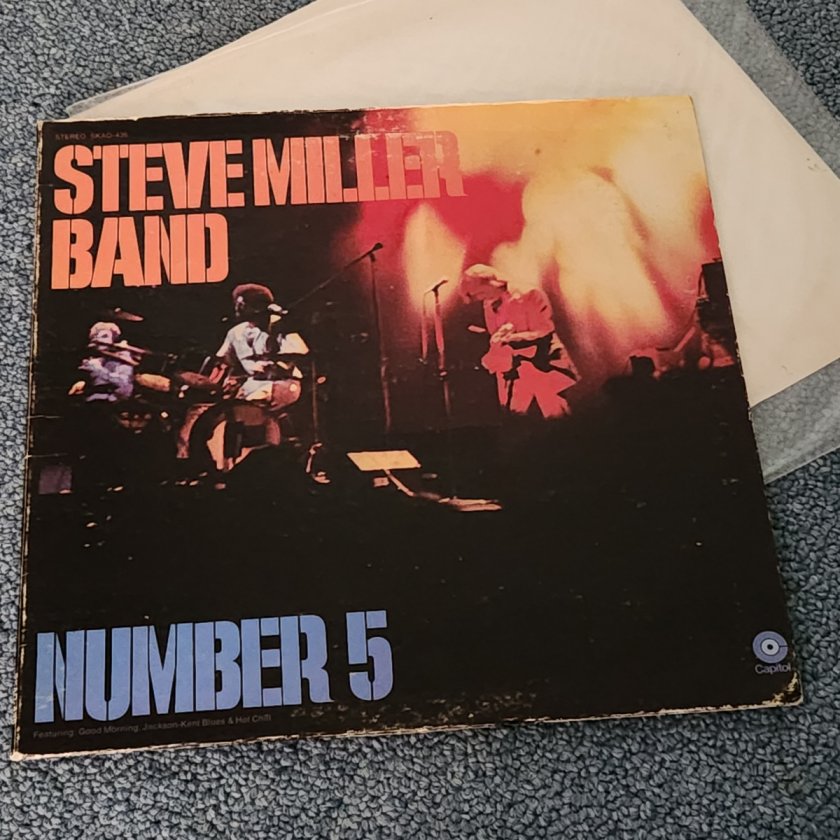 STEREO SKAO-436
STEVE MILLER
BAND
NUMBER 5
Featuring: Good Morning; Jackson-Kent Blues & Hot Chili
Capitol